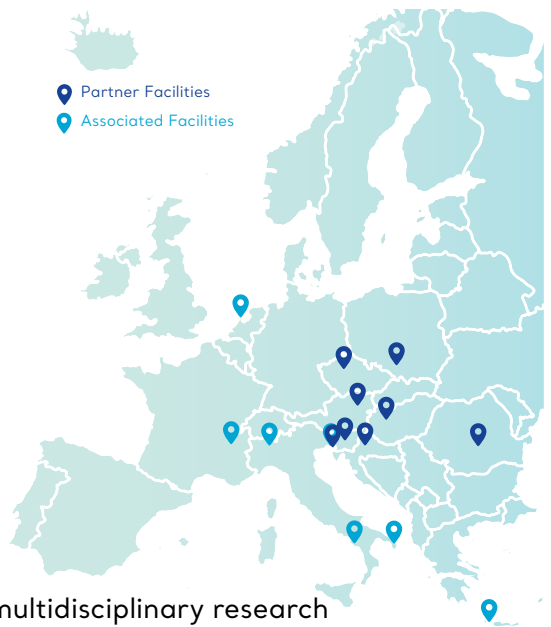 Partner Facilities
Associated Facilities
multidisciplinary research